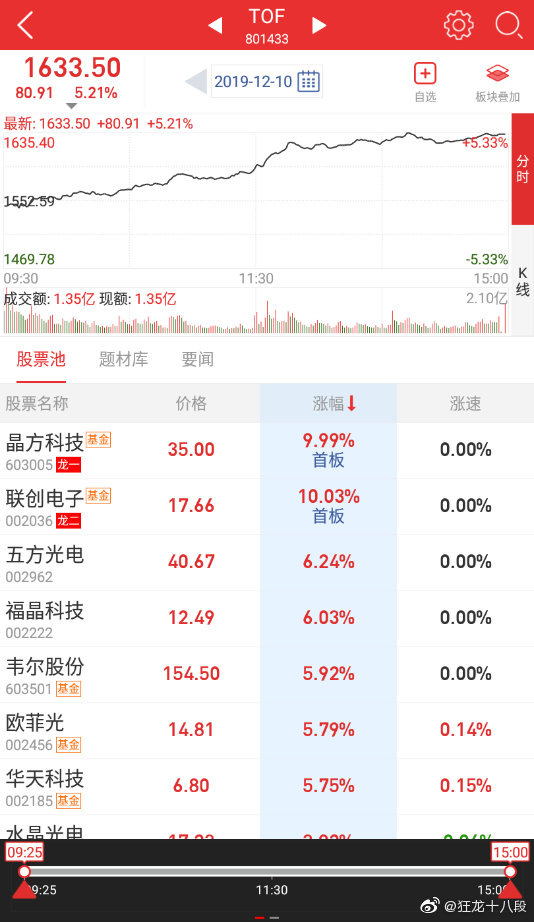 TOF
801433
1633.50
80.91 5.21%
2019-12-10
自选
板块叠加
最新: 1633.50 +80.91 +5.21%
1635.40
+5.33%
分时
1552.59
1469.78
-5.33%
K线
09:30
11:30
15:00
成交额: 1.35亿 现额: 1.35亿
2.10亿
股票池 题材库 要闻
股票名称 价格 涨幅 涨速
晶方科技 基金 35.00 9.99% 0.00%
603005 龙一 首板
联创电子 基金 17.66 10.03% 0.00%
002036 龙二 首板
五方光电 40.67 6.24% 0.00%
002962
福晶科技 12.49 6.03% 0.00%
002222
韦尔股份 154.50 5.92% 0.00%
603501 基金
欧菲光 14.81 5.79% 0.14%
002456 基金
华天科技 6.80 5.75% 0.15%
002185 基金
水晶光电
09:25
15:00
09:25
11:30
15:00
@狂龙十八段